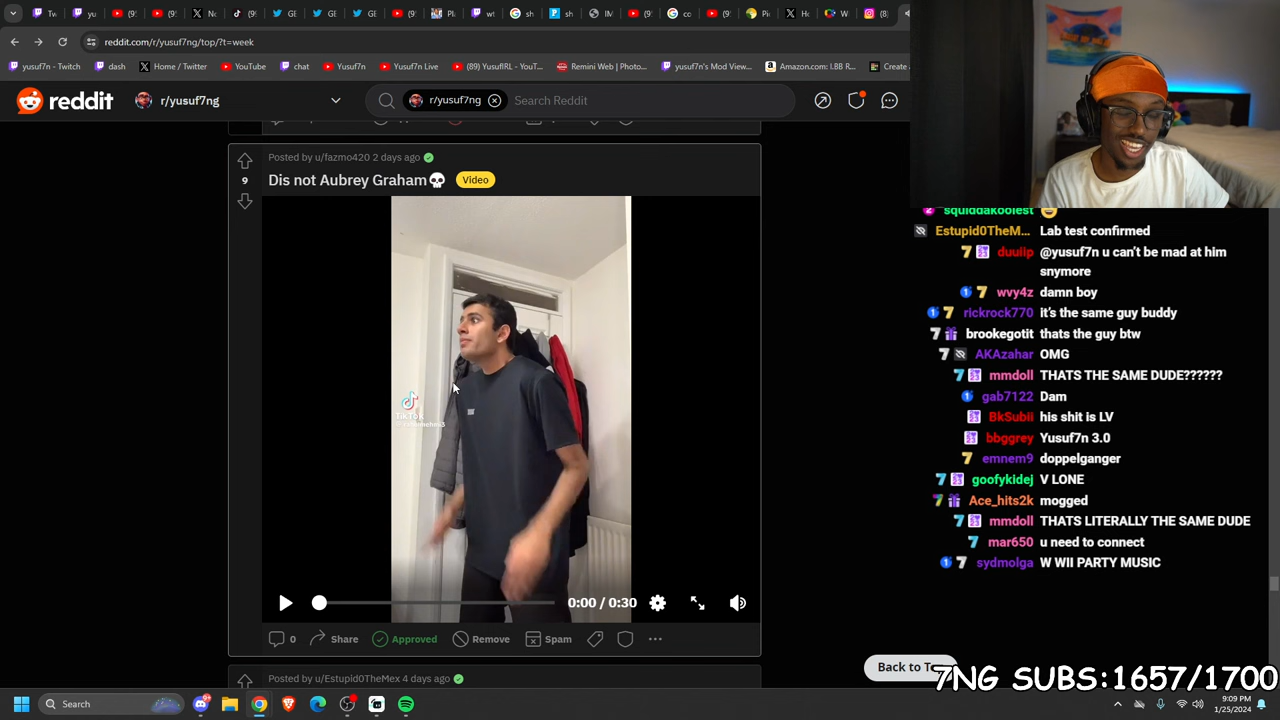 reddit.com/r/yusuf7ng/top/?t=week
yusuf7n - Twitch
dash
Home / Twitter
YouTube
chat
Yusuf7n
Yusuf7n Live
(89) YusufIRL - YouT...
Remini Web | Photo...
yusuf7n's Mod View...
Amazon.com: LBB R...
Create a
reddit
r/yusuf7ng
r/yusuf7ng
Search Reddit
Posted by u/fazmo420 2 days ago
9
Dis not Aubrey Graham💀
Video
TikTok
0:00 / 0:30
0
Share
Approved
Remove
Spam
Posted by u/Estupid0TheMex 4 days ago
squiddakoolest
Estup​id0TheM... Lab test confirmed
duulip @yusuf7n u can’t be mad at him
snymore
wvy4z damn boy
rickrock770 it’s the same guy buddy
brookegotit thats the guy btw
AKAzahar OMG
mmdoll THATS THE SAME DUDE??????
gab7122 Dam
BkSubii his shit is LV
bbggrey Yusuf7n 3.0
emnem9 doppelganger
goofykidej V LONE
Ace_hits2k mogged
mmdoll THATS LITERALLY THE SAME DUDE
mar650 u need to connect
sydmolga W WII PARTY MUSIC
Back to T
7NG SUBS:1657/1700
Search
9:09 PM
1/25/2024